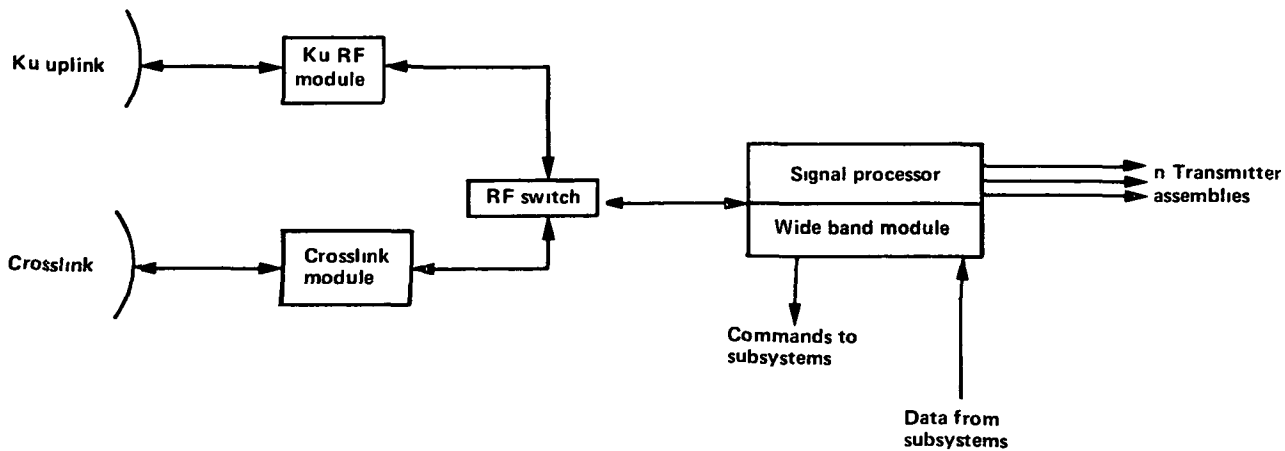 Ku uplink
Ku RF
module
RF switch
Crosslink
Crosslink
module
Signal processor
Wide band module
n Transmitter
assemblies
Commands to
subsystems
Data from
subsystems